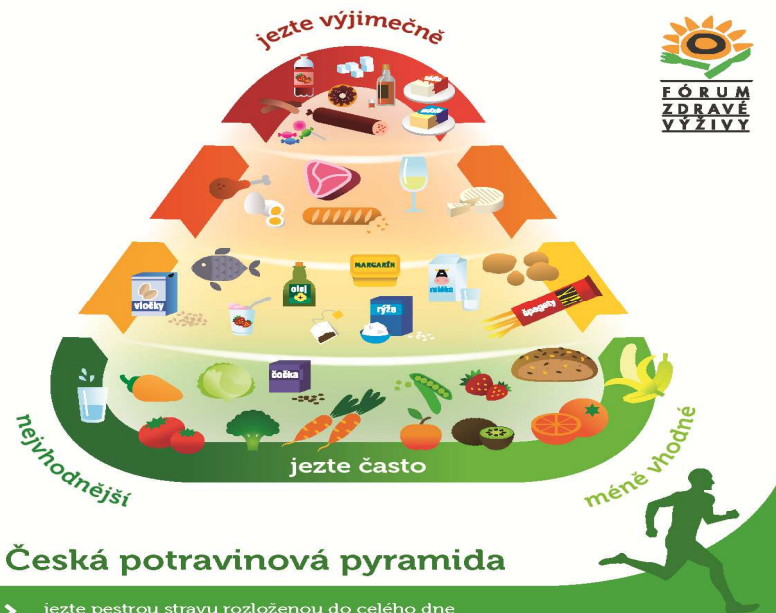 jezte výjimečně
FÓRUM
ZDRAVÉ
VÝŽIVY
MARGARÍN
vločky
olej
mléko
rýže
špagety
čočka
nejvhodnější
jezte často
méně vhodné
Česká potravinová pyramida
jezte pestrou stravu rozloženou do celého dne